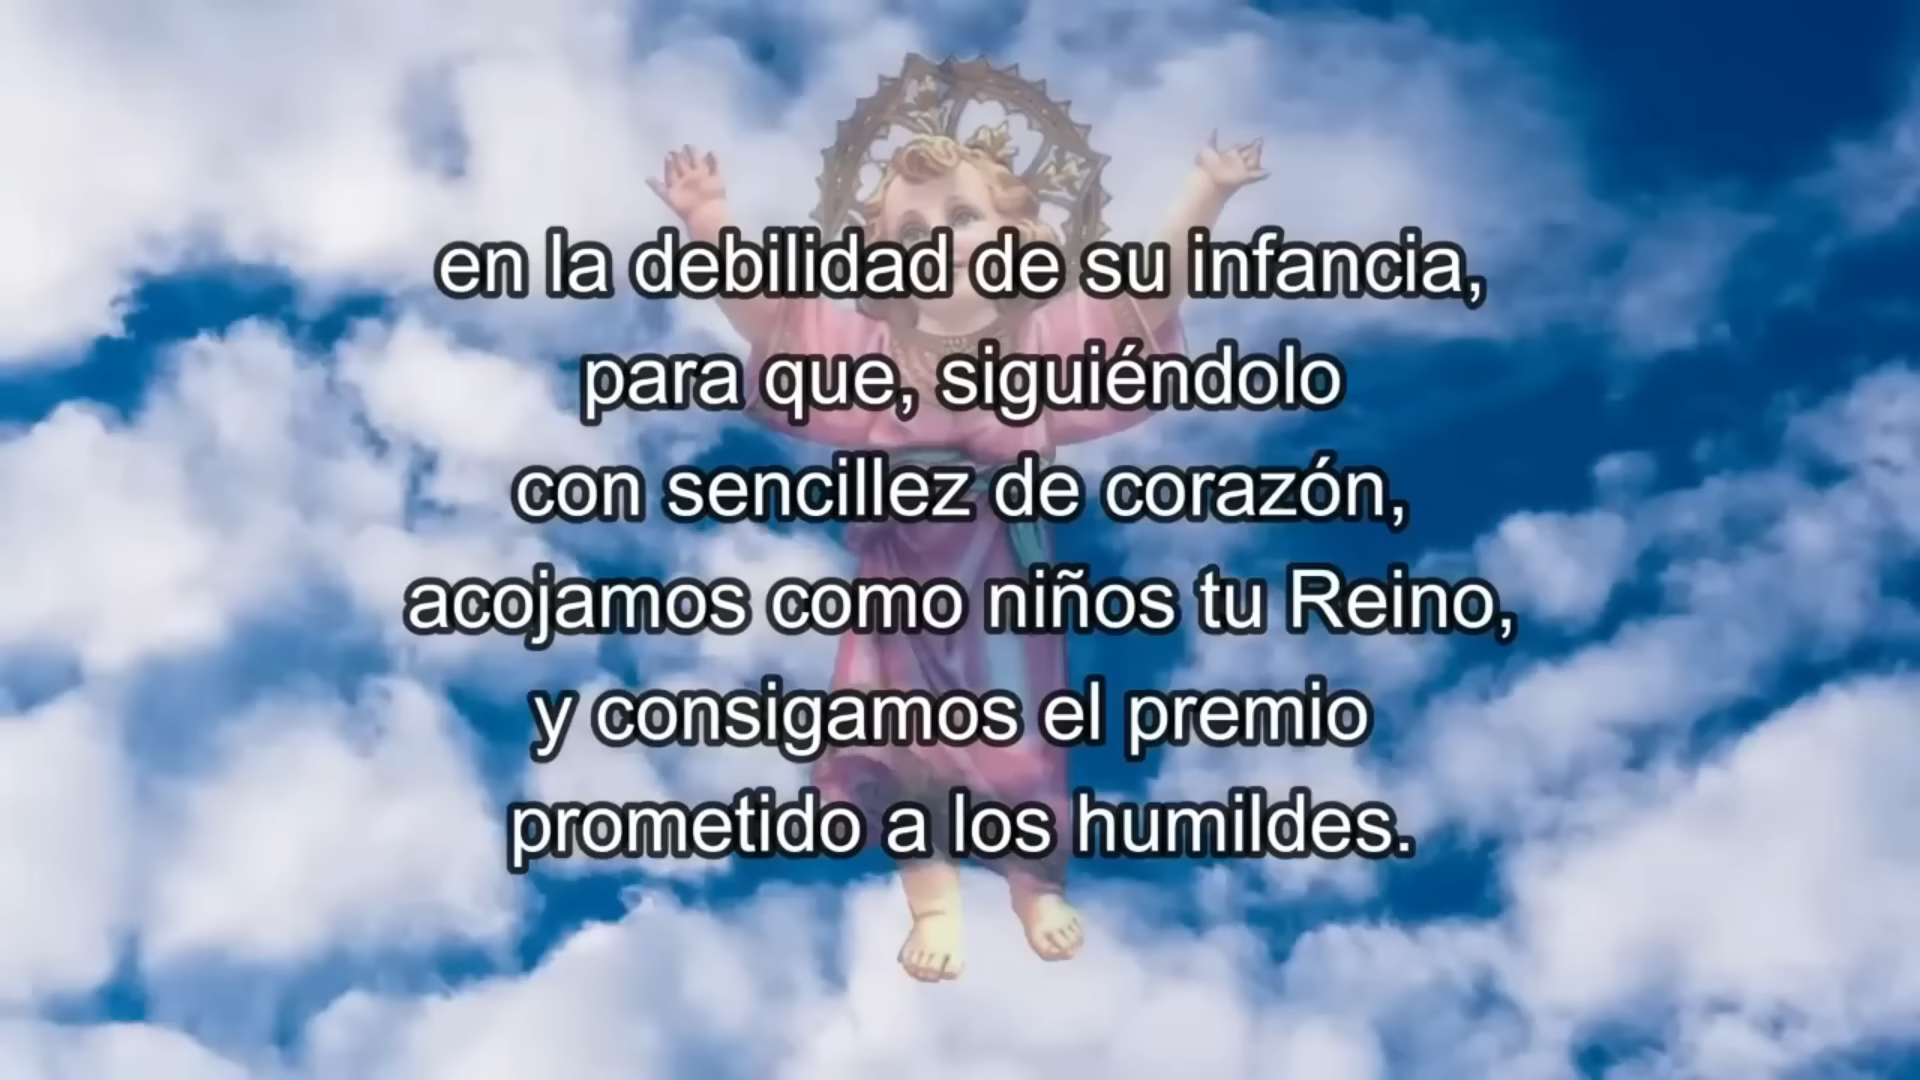 en la debilidad de su infancia,
para que, siguiéndolo
con sencillez de corazón,
acojamos como niños tu Reino,
y consigamos el premio
prometido a los humildes.